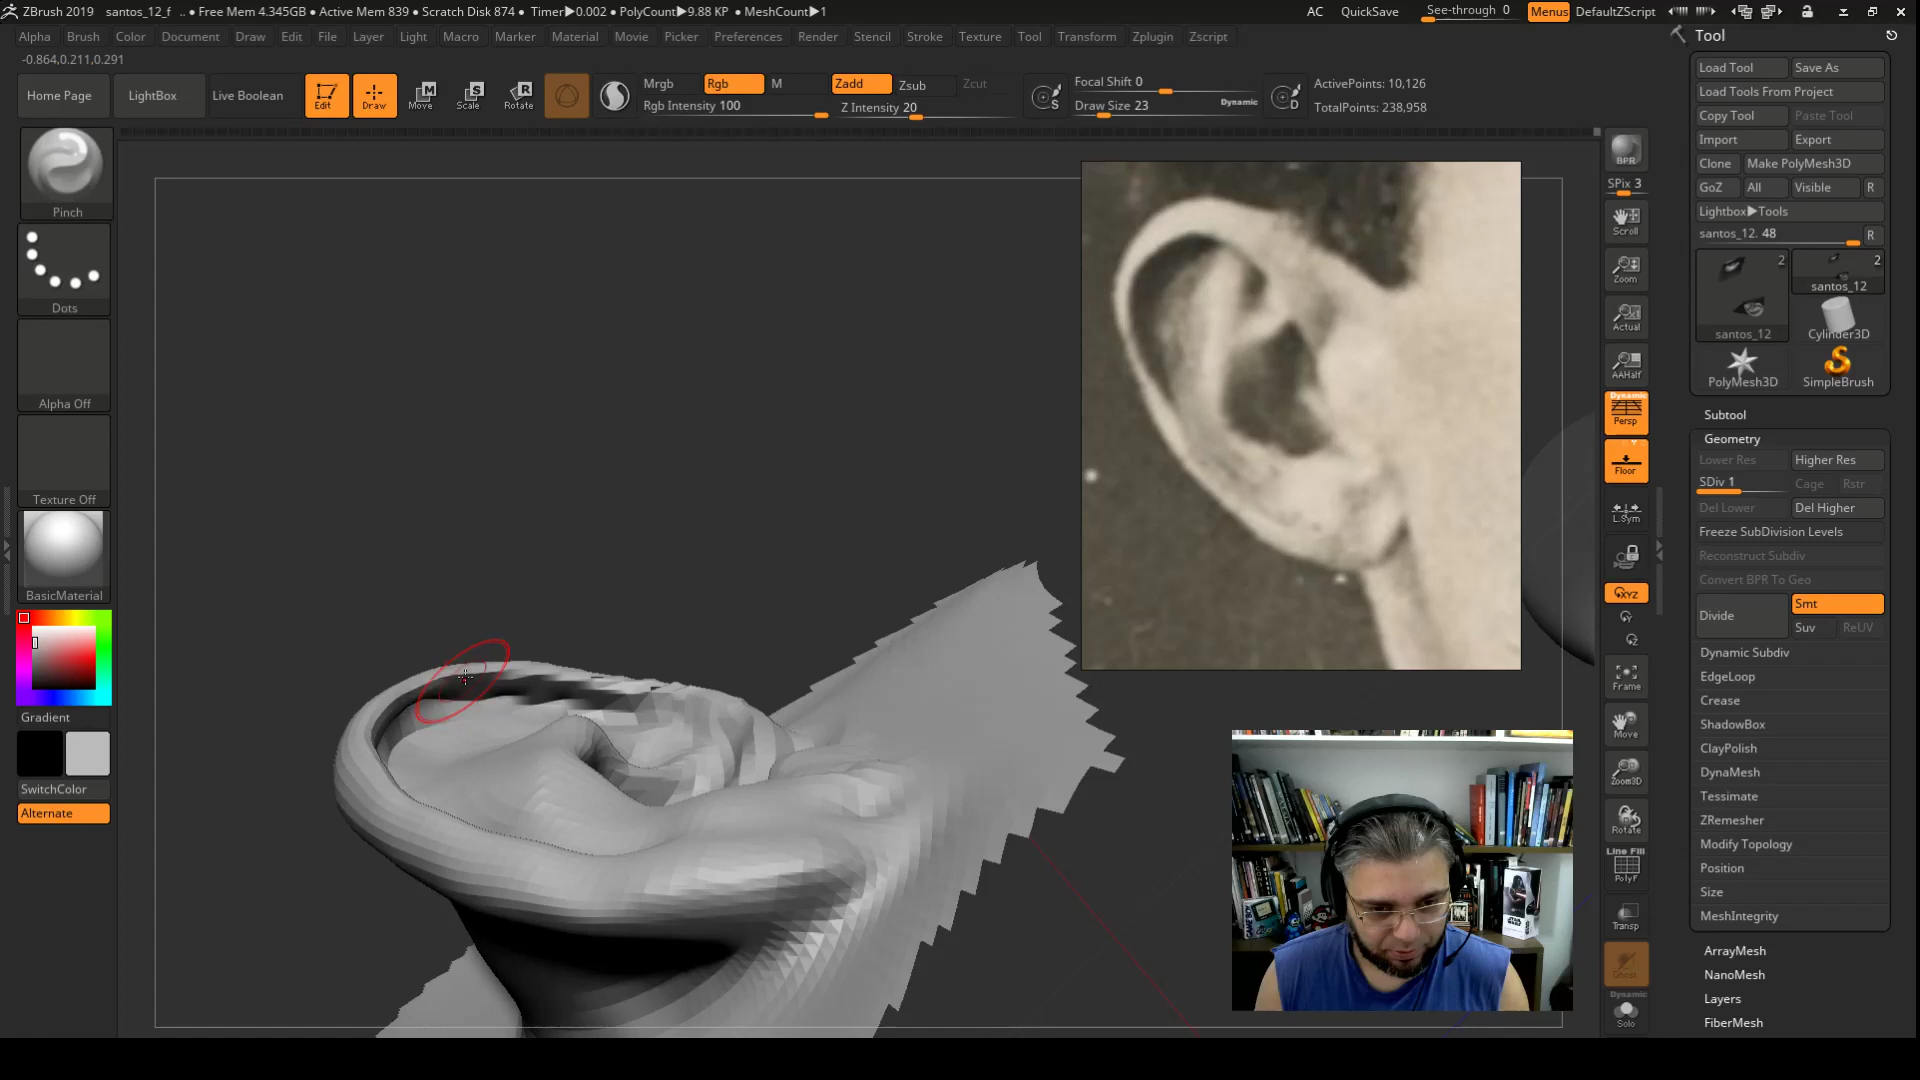 ZBrush 2019 santos_12_f .. ● Free Mem 4.345GB ● Active Mem 839 ● Scratch Disk 874 ● Timer▶0.002 ● PolyCount▶9.88 KP ● MeshCount▶1 AC QuickSave See-through 0 Menus DefaultZScript
Alpha Brush Color Document Draw Edit File Layer Light Macro Marker Material Movie Picker Preferences Render Stencil Stroke Texture Tool Transform Zplugin Zscript
-0.864,0.211,0.291
Home Page LightBox Live Boolean Edit Draw Move Scale Rotate
Mrgb Rgb M Zadd Zsub Zcut
Rgb Intensity 100 Z Intensity 20
Focal Shift 0
Draw Size 23 Dynamic
ActivePoints: 10,126
TotalPoints: 238,958
Pinch
Dots
Alpha Off
Texture Off
BasicMaterial
Gradient
SwitchColor
Alternate
BPR
SPix 3
Scroll
Zoom
Actual
AAHalf
Dynamic
Persp
Floor
L.Sym
XYZ
Frame
Move
Zoom3D
Rotate
Line Fill
PolyF
Transp
Ghost
Dynamic
Solo
Tool
Load Tool Save As
Load Tools From Project
Copy Tool Paste Tool
Import Export
Clone Make PolyMesh3D
GoZ All Visible R
Lightbox▶Tools
santos_12. 48 R
2 2
santos_12
santos_12 Cylinder3D
PolyMesh3D SimpleBrush
Subtool
Geometry
Lower Res Higher Res
SDiv 1 Cage Rstr
Del Lower Del Higher
Freeze SubDivision Levels
Reconstruct Subdiv
Convert BPR To Geo
Divide Smt
Suv ReUV
Dynamic Subdiv
EdgeLoop
Crease
ShadowBox
ClayPolish
DynaMesh
Tessimate
ZRemesher
Modify Topology
Position
Size
MeshIntegrity
ArrayMesh
NanoMesh
Layers
FiberMesh